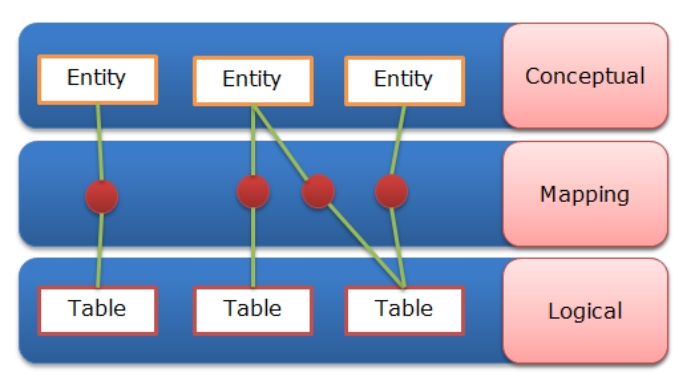 Entity
Entity
Entity
Conceptual
Mapping
Table
Table
Table
Logical